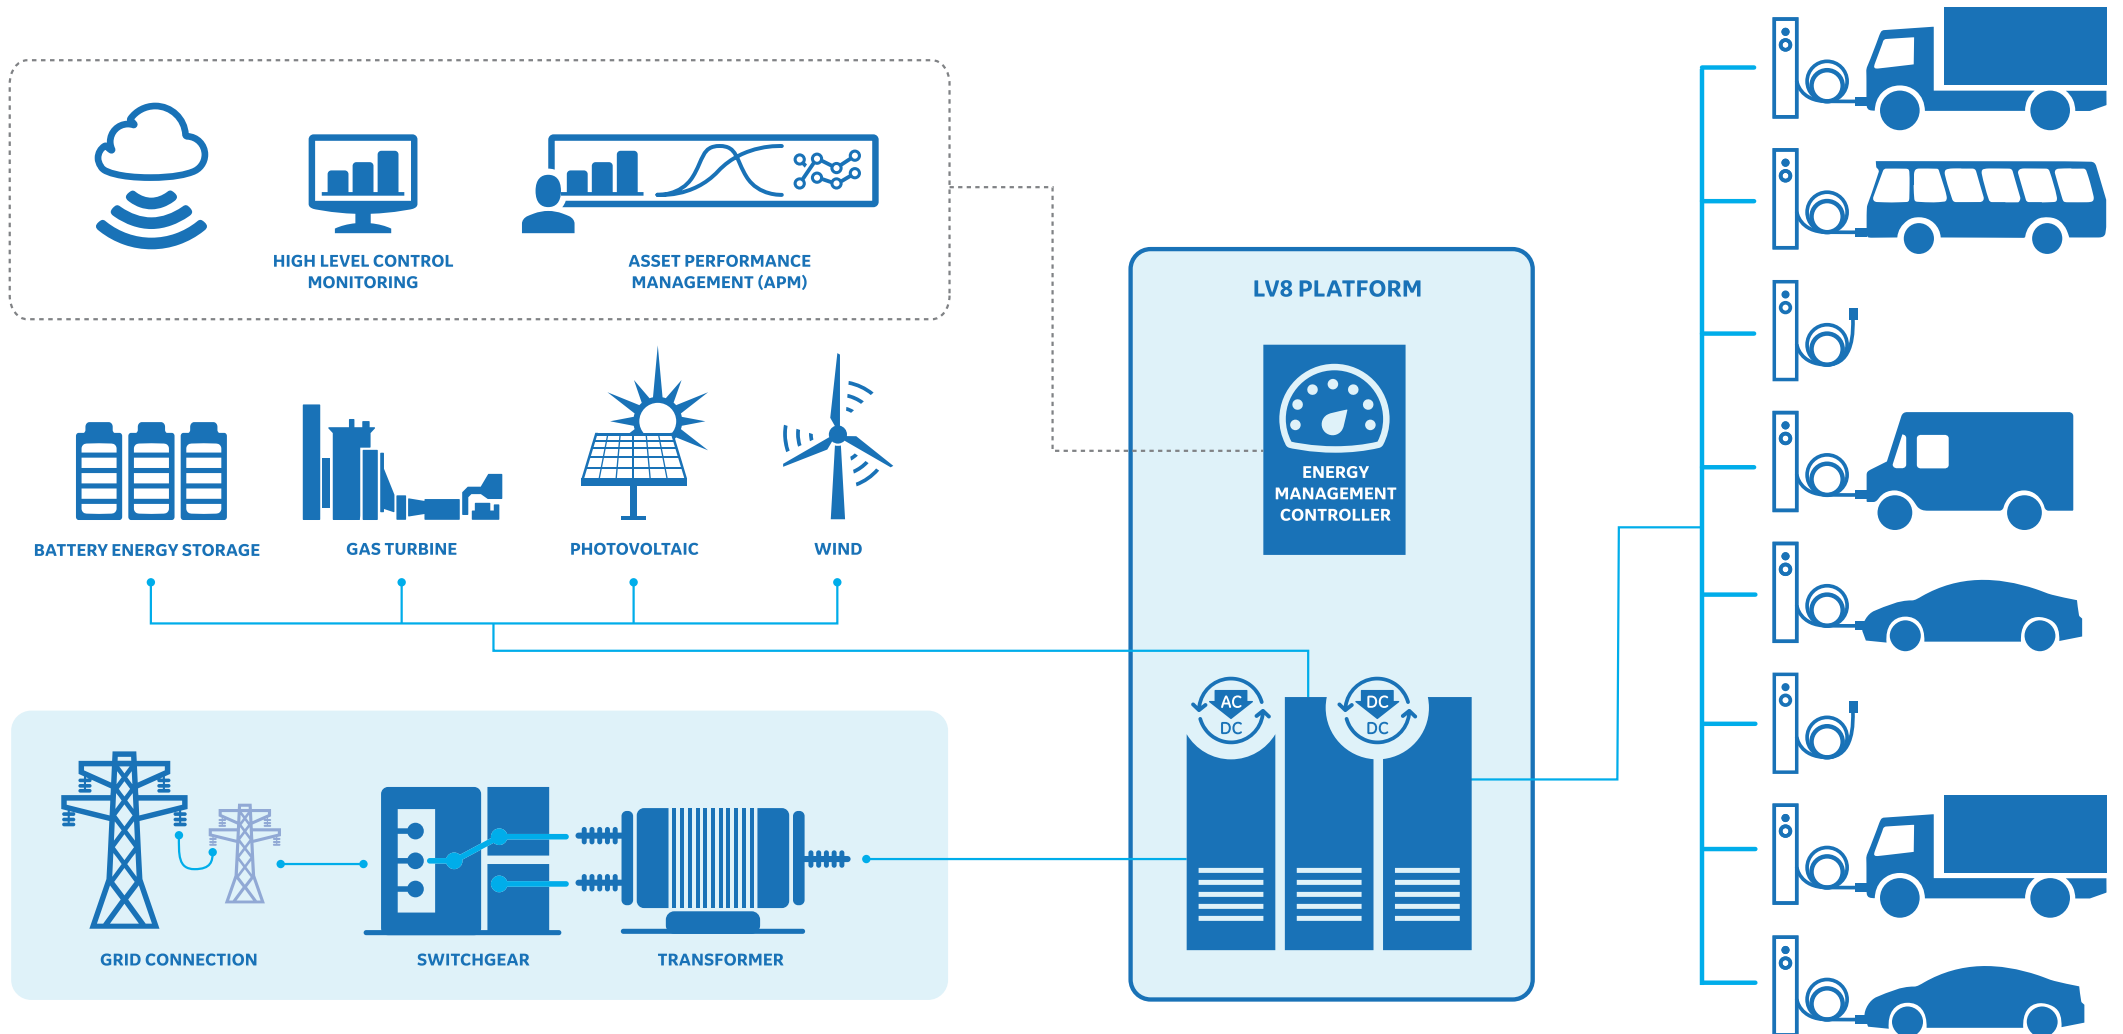 HIGH LEVEL CONTROL
MONITORING
ASSET PERFORMANCE
MANAGEMENT (APM)
LV8 PLATFORM
ENERGY
MANAGEMENT
CONTROLLER
BATTERY ENERGY STORAGE
GAS TURBINE
PHOTOVOLTAIC
WIND
AC
DC
DC
DC
GRID CONNECTION
SWITCHGEAR
TRANSFORMER